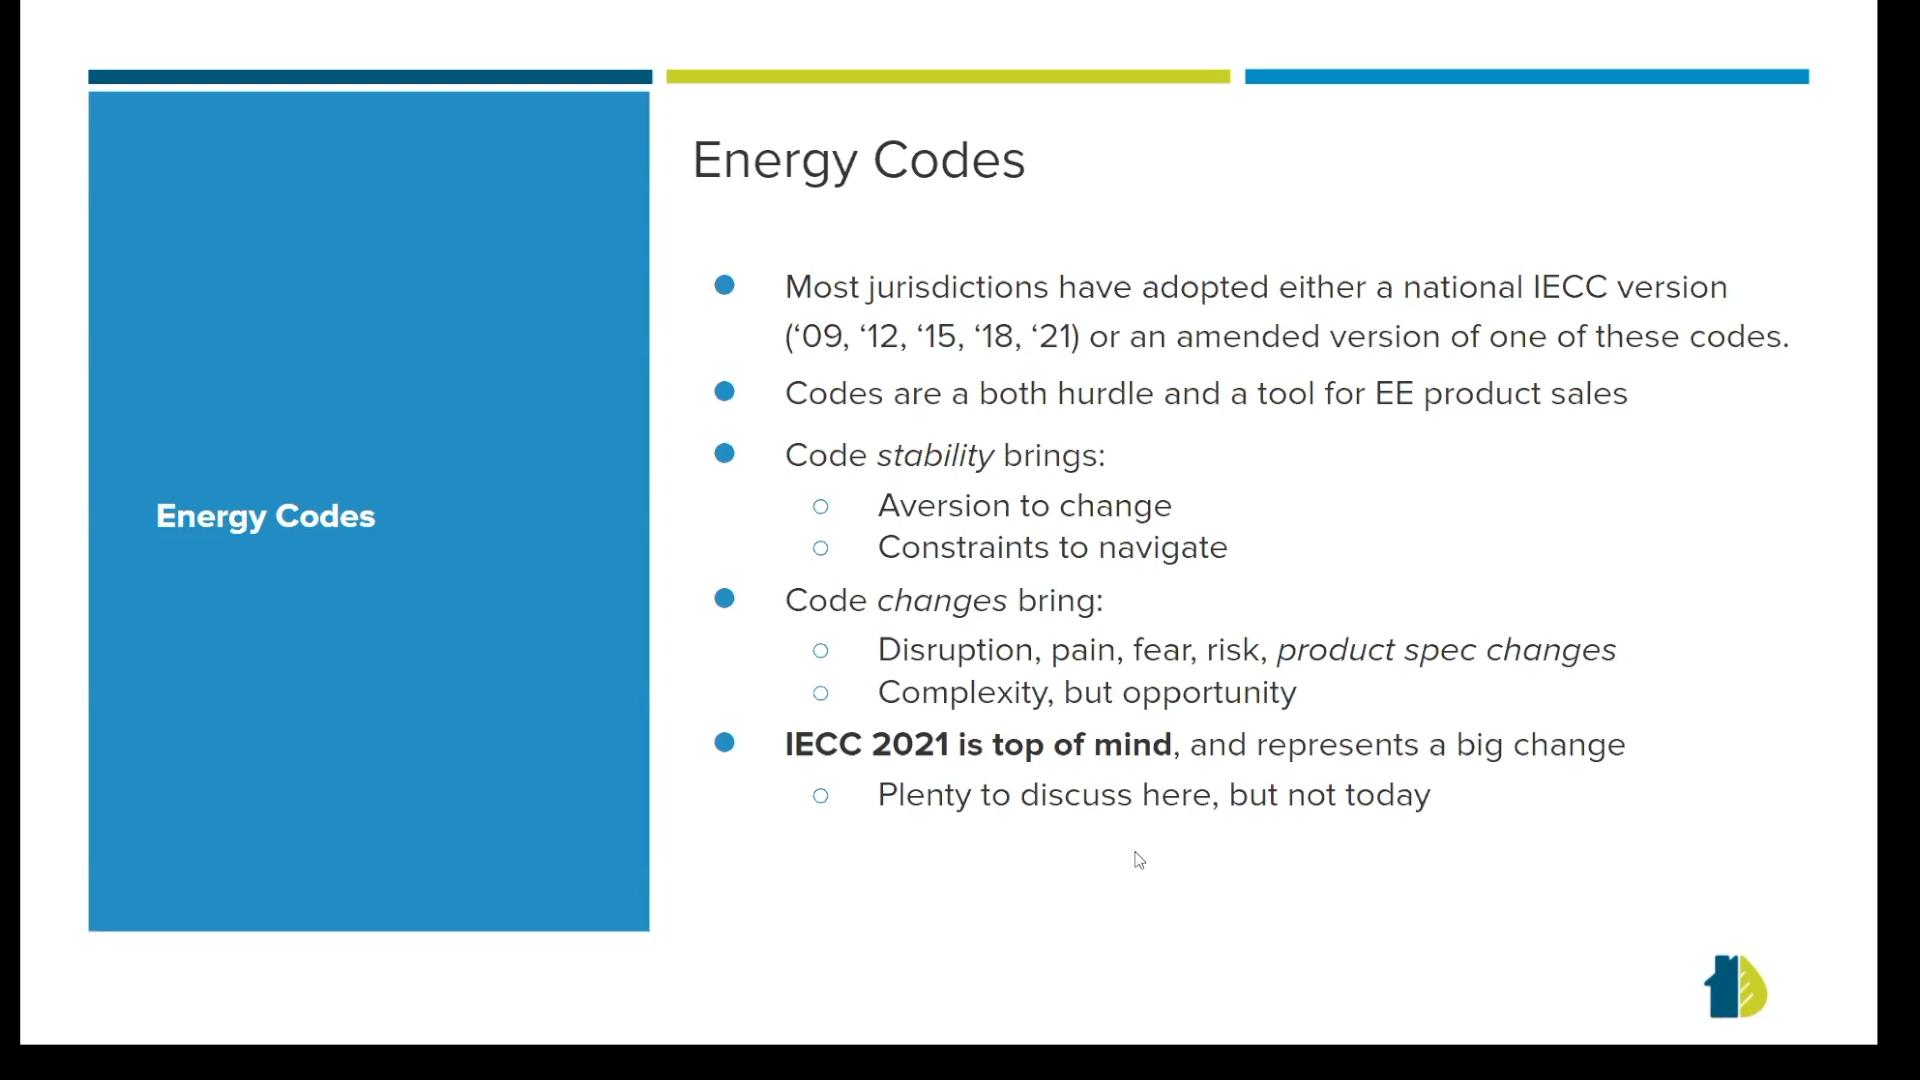 Energy Codes
Energy Codes
Most jurisdictions have adopted either a national IECC version
(‘09, ‘12, ‘15, ‘18, ‘21) or an amended version of one of these codes.
Codes are a both hurdle and a tool for EE product sales
Code stability brings:
Aversion to change
Constraints to navigate
Code changes bring:
Disruption, pain, fear, risk, product spec changes
Complexity, but opportunity
IECC 2021 is top of mind, and represents a big change
Plenty to discuss here, but not today